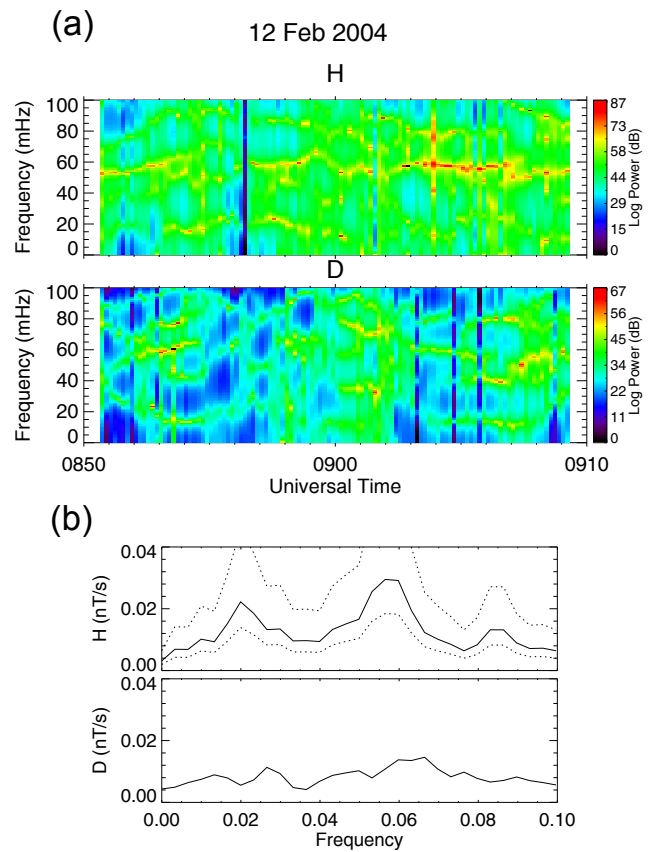 (a)
12 Feb 2004
H
100
80
60
40
20
0
Frequency (mHz)
87
73
58
44
29
15
0
Log Power (dB)
D
100
80
60
40
20
0
Frequency (mHz)
67
56
45
34
22
11
0
Log Power (dB)
0850 0900 0910
Universal Time
(b)
0.04
0.02
0.00
H (nT/s)
0.04
0.02
0.00
D (nT/s)
0.00 0.02 0.04 0.06 0.08 0.10
Frequency